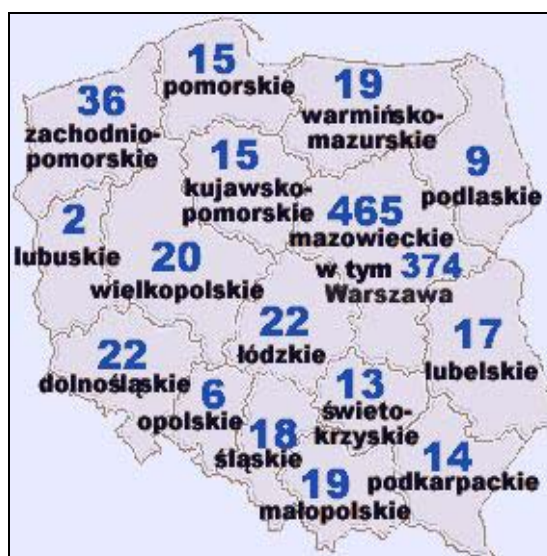 15
pomorskie
19
warmińsko-
mazurskie
36
zachodnio-
pomorskie
15
kujawsko-
pomorskie
9
podlaskie
465
mazowieckie
w tym 374
Warszawa
2
lubuskie
20
wielkopolskie
22
łódzkie
17
lubelskie
22
dolnośląskie
6
opolskie
18
śląskie
13
świeto-
krzyskie
14
podkarpackie
19
małopolskie